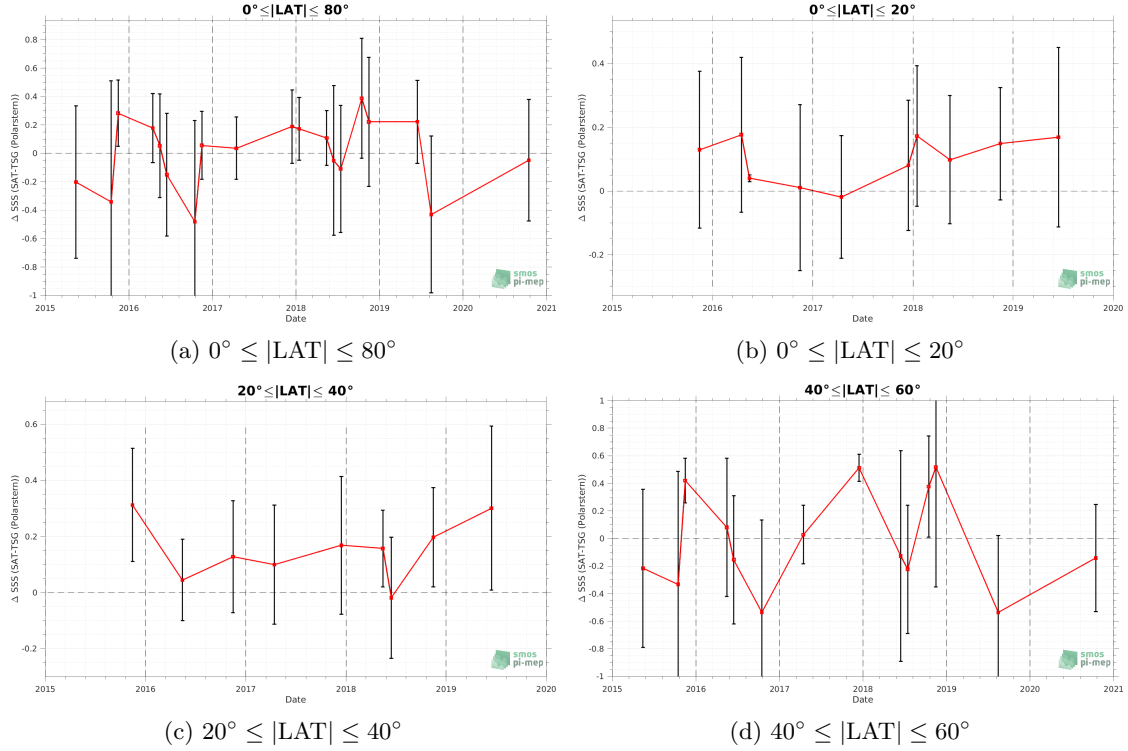 0°≤|LAT|≤ 80°
Δ SSS (SAT-TSG (Polarstern))
0.8
0.6
0.4
0.2
0
-0.2
-0.4
-0.6
-0.8
-1
2015
2016
2017
2018
2019
2020
2021
Date
smos
pi-mep
(a) 0° ≤ |LAT| ≤ 80°
0°≤|LAT|≤ 20°
Δ SSS (SAT-TSG (Polarstern))
0.4
0.2
0
-0.2
2015
2016
2017
2018
2019
2020
Date
smos
pi-mep
(b) 0° ≤ |LAT| ≤ 20°
20°≤|LAT|≤ 40°
Δ SSS (SAT-TSG (Polarstern))
0.6
0.4
0.2
0
-0.2
2015
2016
2017
2018
2019
2020
Date
smos
pi-mep
(c) 20° ≤ |LAT| ≤ 40°
40°≤|LAT|≤ 60°
Δ SSS (SAT-TSG (Polarstern))
1
0.8
0.6
0.4
0.2
0
-0.2
-0.4
-0.6
-0.8
-1
2015
2016
2017
2018
2019
2020
2021
Date
smos
pi-mep
(d) 40° ≤ |LAT| ≤ 60°